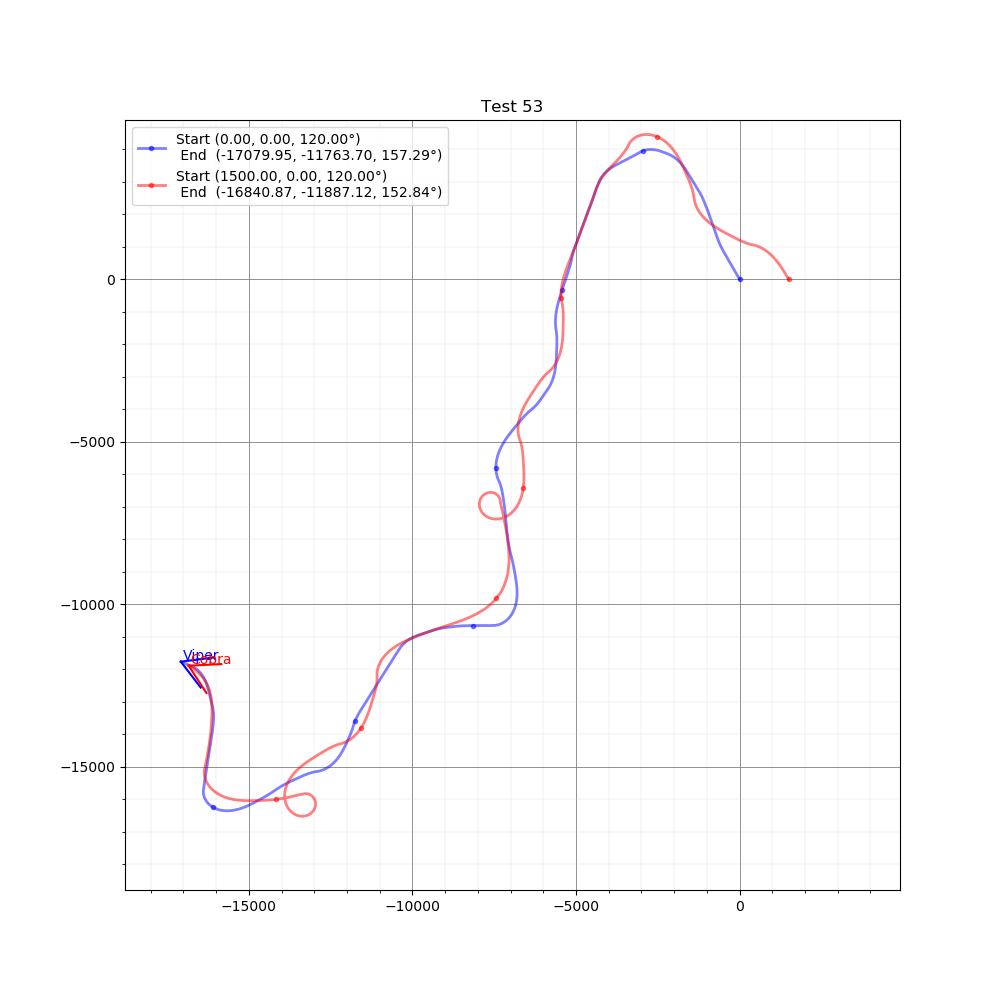 Test 53
Start (0.00, 0.00, 120.00°)
End  (-17079.95, -11763.70, 157.29°)
Start (1500.00, 0.00, 120.00°)
End  (-16840.87, -11887.12, 152.84°)
0
−5000
−10000
−15000
Viper
Cobra
−15000
−10000
−5000
0